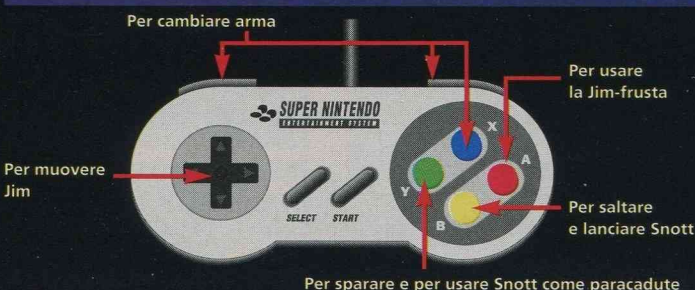 Per cambiare arma
Per usare
la Jim-frusta
SUPER NINTENDO
ENTERTAINMENT SYSTEM
X
A
Per muovere
Jim
Y
B
SELECT START
Per saltare
e lanciare Snott
Per sparare e per usare Snott come paracadute